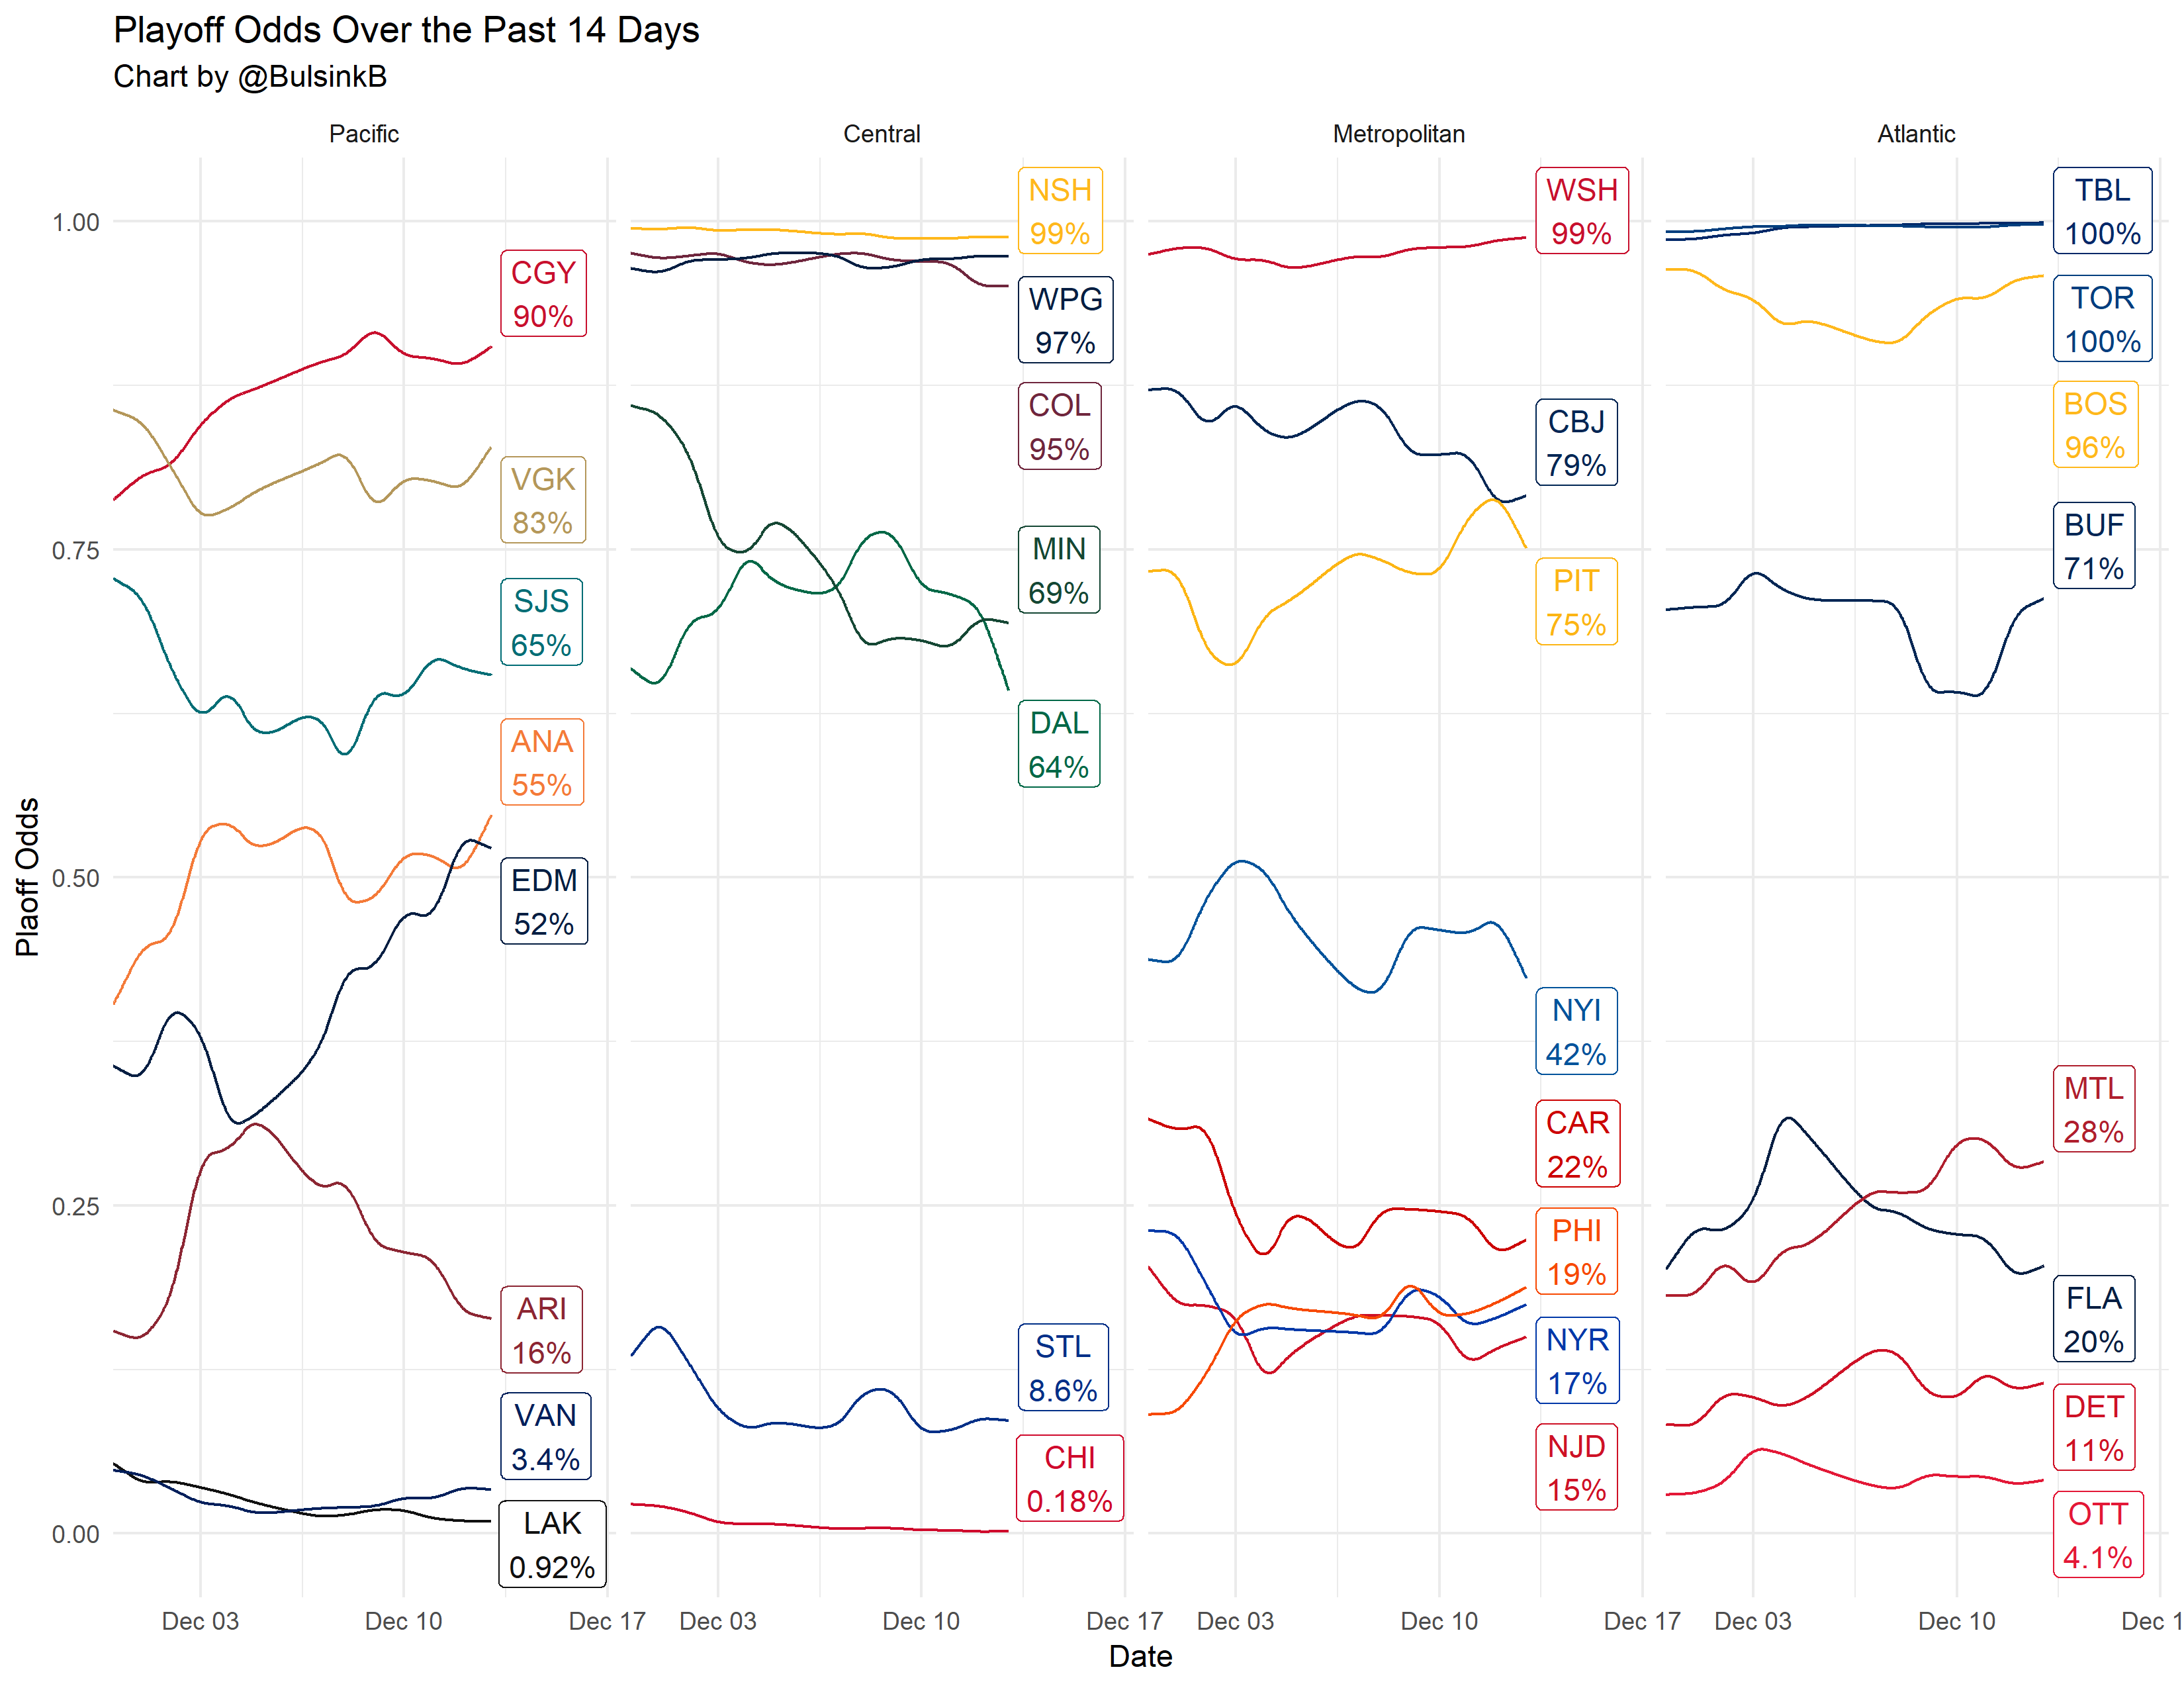 Playoff Odds Over the Past 14 Days
Chart by @BulsinkB
Pacific
Central
Metropolitan
Atlantic
Plaoff Odds
1.00
0.75
0.50
0.25
0.00
CGY
90%
VGK
83%
SJS
65%
ANA
55%
EDM
52%
ARI
16%
VAN
3.4%
LAK
0.92%
NSH
99%
WPG
97%
COL
95%
MIN
69%
DAL
64%
STL
8.6%
CHI
0.18%
WSH
99%
CBJ
79%
PIT
75%
NYI
42%
CAR
22%
PHI
19%
NYR
17%
NJD
15%
TBL
100%
TOR
100%
BOS
96%
BUF
71%
MTL
28%
FLA
20%
DET
11%
OTT
4.1%
Dec 03 Dec 10 Dec 17 Dec 03 Dec 10 Dec 17 Dec 03 Dec 10 Dec 17 Dec 03 Dec 10 Dec 1
Date